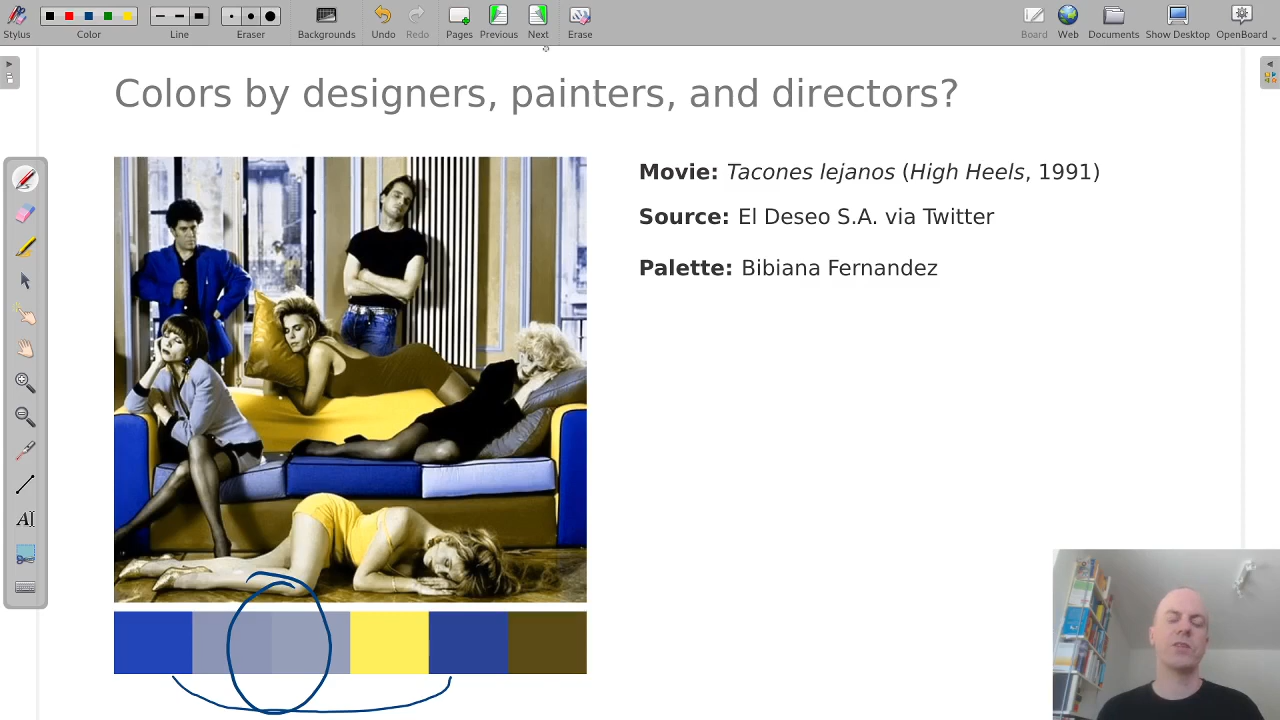 Stylus
Color
Line
Eraser
Backgrounds
Undo
Redo
Pages
Previous
Next
Erase
Board
Web
Documents
Show Desktop
OpenBoard
Colors by designers, painters, and directors?
Movie: Tacones lejanos (High Heels, 1991)
Source: El Deseo S.A. via Twitter
Palette: Bibiana Fernandez